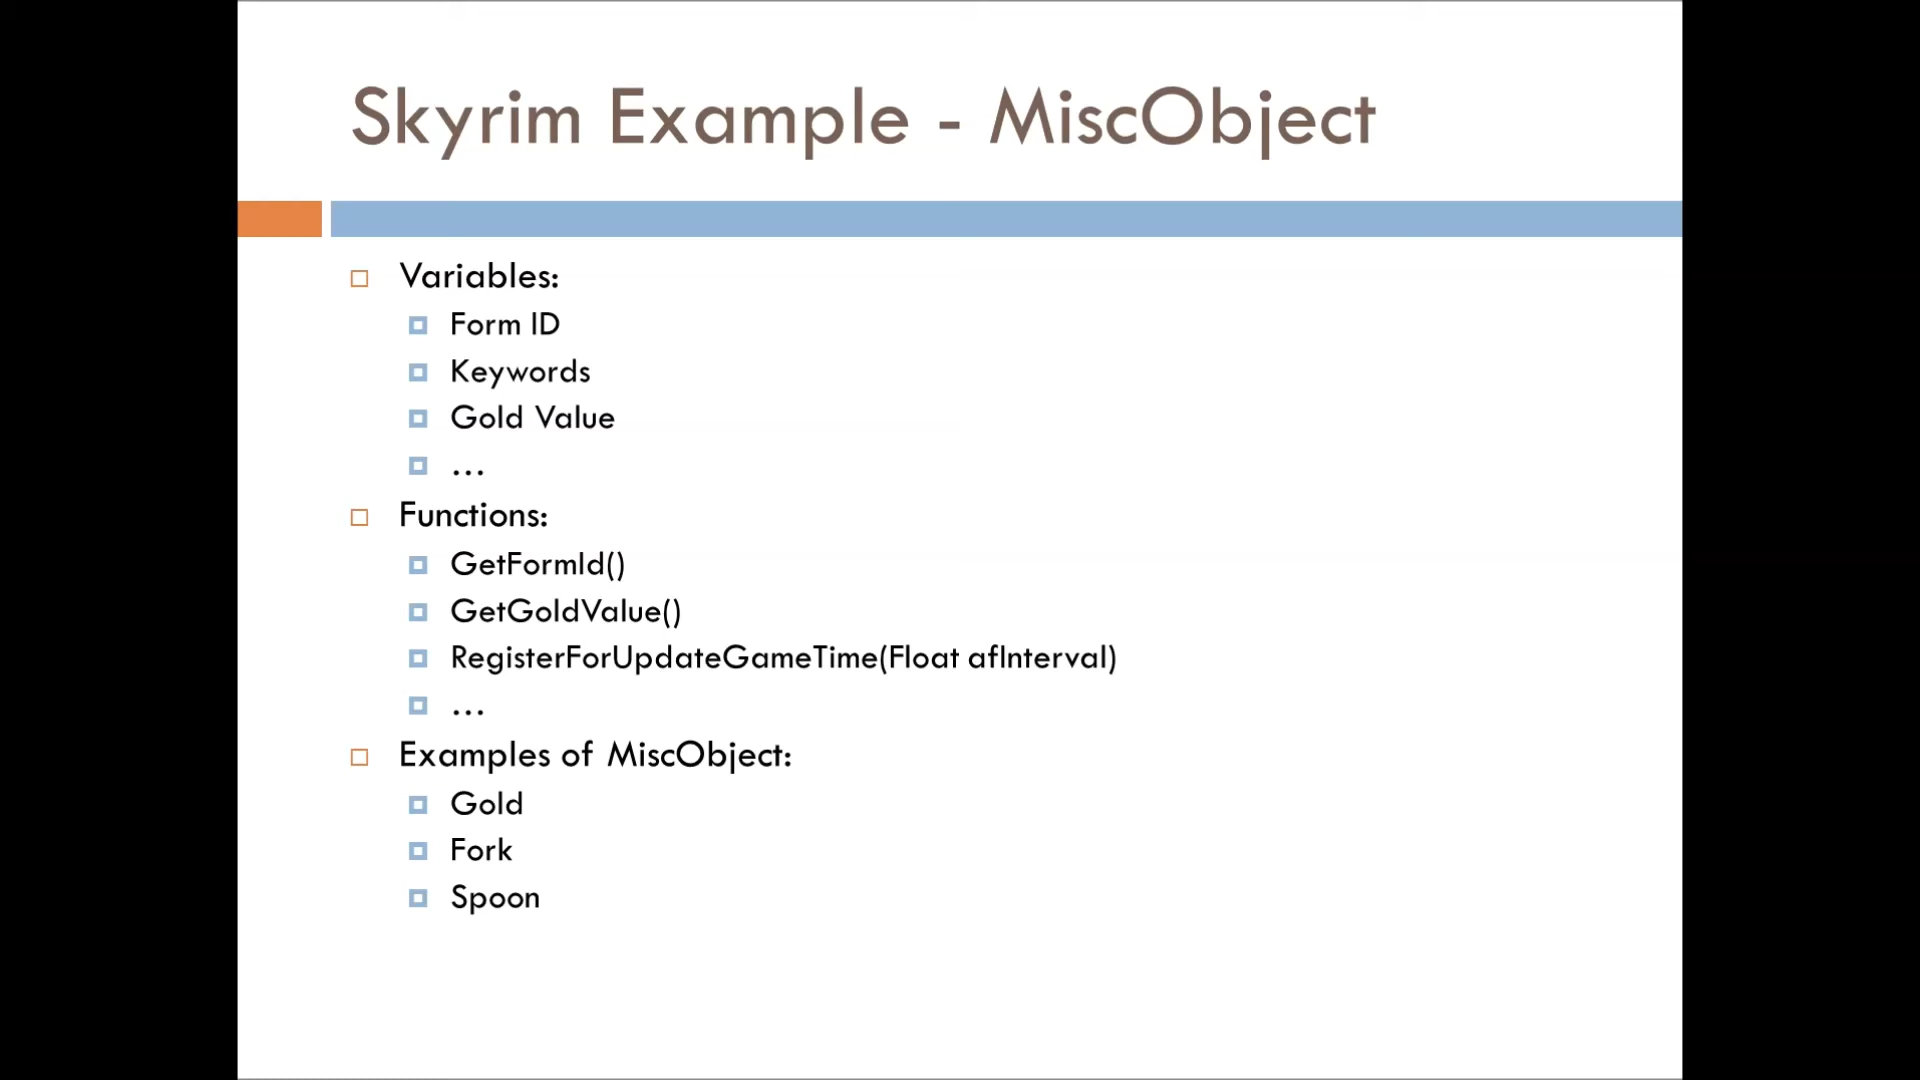 Skyrim Example - MiscObject
Variables:
Form ID
Keywords
Gold Value
...
Functions:
GetFormId()
GetGoldValue()
RegisterForUpdateGameTime(Float afInterval)
...
Examples of MiscObject:
Gold
Fork
Spoon